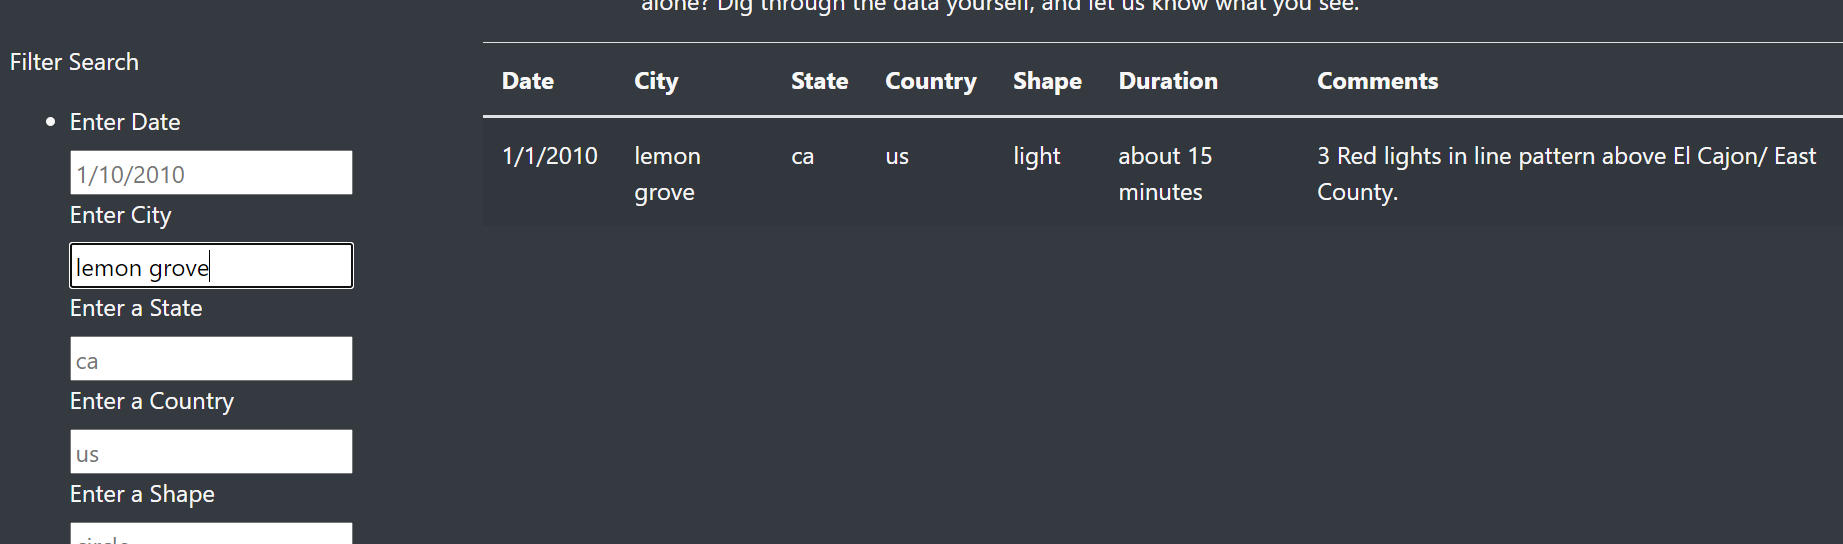 alone? Dig through the data yourself, and let us know what you see.
Filter Search
Enter Date
1/10/2010
Enter City
lemon grove
Enter a State
ca
Enter a Country
us
Enter a Shape
circle
Date City State Country Shape Duration Comments
1/1/2010 lemon ca us light about 15 3 Red lights in line pattern above El Cajon/ East
grove minutes County.